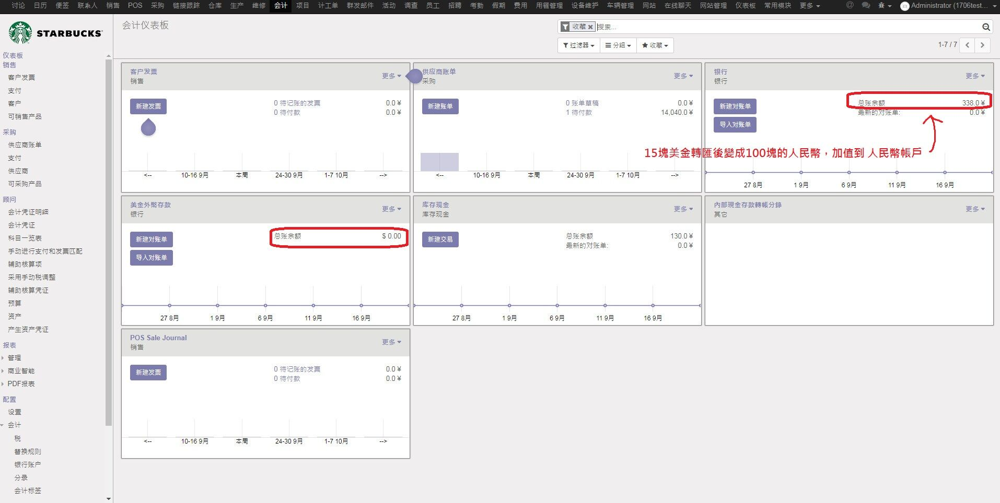 讨论 日历 便签 联系人 销售 POS 采购 链接跟踪 仓库 生产 维修 会计 项目 计工单 群发邮件 活动 调查 员工 招聘 考勤 假期 费用 用餐管理 设备维护 车辆管理 网站 在线聊天 网站管理 仪表板 常用模块 更多 @ Administrator (1706test...
STARBUCKS
会计仪表板
收藏 × 搜索...
过滤器 分组 收藏
1-7 / 7
仪表板
销售
客户发票
支付
客户
可销售产品
采购
供应商账单
支付
供应商
可采购产品
顾问
会计凭证明细
会计凭证
科目一览表
手动进行支付和发票匹配
辅助核算项
采用手动税调整
辅助核算凭证
预算
资产
产生资产凭证
报表
管理
商业智能
PDF报表
配置
设置
会计
税
替换规则
银行账户
分录
会计标签
客户发票 更多
销售
新建发票
0 待记账的发票 0.0 ¥
0 待付款 0.0 ¥
<-- 10-16 9月 本周 24-30 9月 1-7 10月 -->
供应商账单 更多
采购
新建账单
0 账单草稿 0.0 ¥
1 待付款 14,040.0 ¥
<-- 10-16 9月 本周 24-30 9月 1-7 10月 -->
银行 更多
银行
新建对账单
导入对账单
总账余额 338.0 ¥
最新的对账单: 0.0 ¥
15塊美金轉匯後變成100塊的人民幣，加值到 人民幣帳戶
27 8月 1 9月 6 9月 11 9月 16 9月
美金外幣存款 更多
银行
新建对账单
导入对账单
总账余额 $ 0.00
27 8月 1 9月 6 9月 11 9月 16 9月
库存现金 更多
库存现金
新建交易
总账余额 130.0 ¥
最新的对账单: 0.0 ¥
27 8月 1 9月 6 9月 11 9月 16 9月
內部現金存款轉帳分錄 更多
其它
POS Sale Journal 更多
销售
新建发票
0 待记账的发票 0.0 ¥
0 待付款 0.0 ¥
<-- 10-16 9月 本周 24-30 9月 1-7 10月 -->